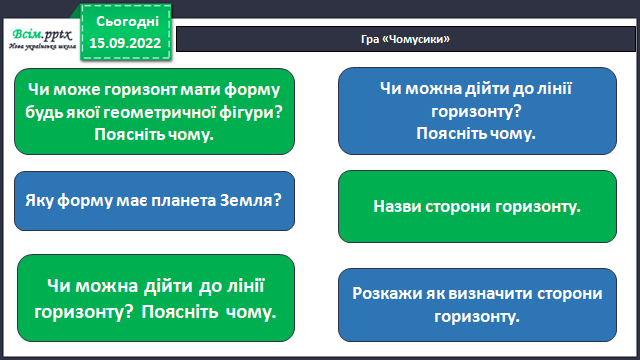 Всім.pptx
Нова українська школа
Сьогодні
15.09.2022
Гра «Чомусики»
Чи може горизонт мати форму
будь якої геометричної фігури?
Поясніть чому.
Чи можна дійти до лінії
горизонту?
Поясніть чому.
Яку форму має планета Земля?
Назви сторони горизонту.
Чи можна дійти до лінії
горизонту? Поясніть чому.
Розкажи як визначити сторони
горизонту.